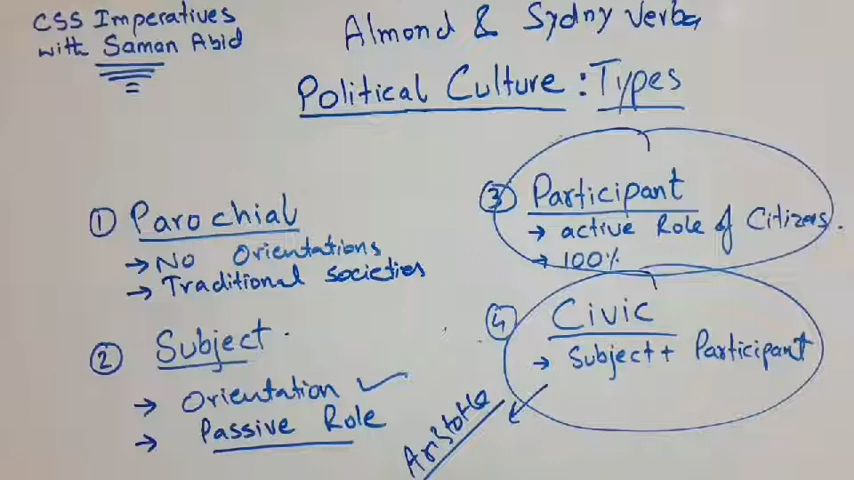 CSS Imperatives
with Saman Abid
Almond & Sydny Verba
Political Culture : Types
① Parochial
→ No Orientations
→ Traditional societies
② Subject
→ Orientation ✓
→ Passive Role
③ Participant
→ active Role of Citizens.
→ 100%
④ Civic
→ Subject + Participant
Aristotle